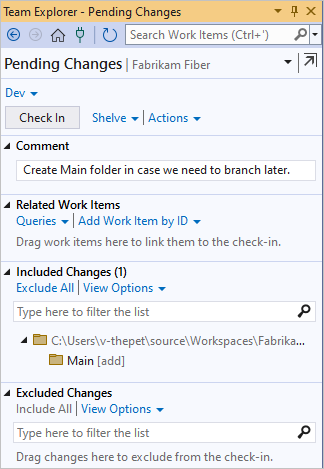 Team Explorer - Pending Changes
Search Work Items (Ctrl+')
Pending Changes | Fabrikam Fiber
Dev
Check In Shelve | Actions
Comment
Create Main folder in case we need to branch later.
Related Work Items
Queries | Add Work Item by ID
Drag work items here to link them to the check-in.
Included Changes (1)
Exclude All | View Options
Type here to filter the list
C:\Users\v-thepet\source\Workspaces\Fabrika...
Main [add]
Excluded Changes
Include All | View Options
Type here to filter the list
Drag changes here to exclude from the check-in.